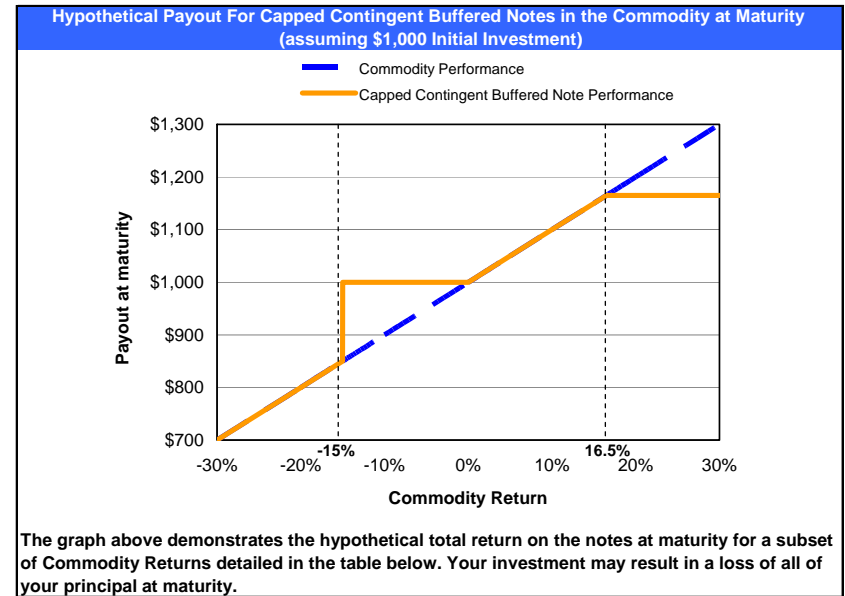 Hypothetical Payout For Capped Contingent Buffered Notes in the Commodity at Maturity
(assuming $1,000 Initial Investment)
Commodity Performance
Capped Contingent Buffered Note Performance
$1,300
$1,200
$1,100
$1,000
$900
$800
$700
Payout at maturity
-15%
16.5%
-30%
-20%
-10%
0%
10%
20%
30%
Commodity Return
The graph above demonstrates the hypothetical total return on the notes at maturity for a subset
of Commodity Returns detailed in the table below. Your investment may result in a loss of all of
your principal at maturity.